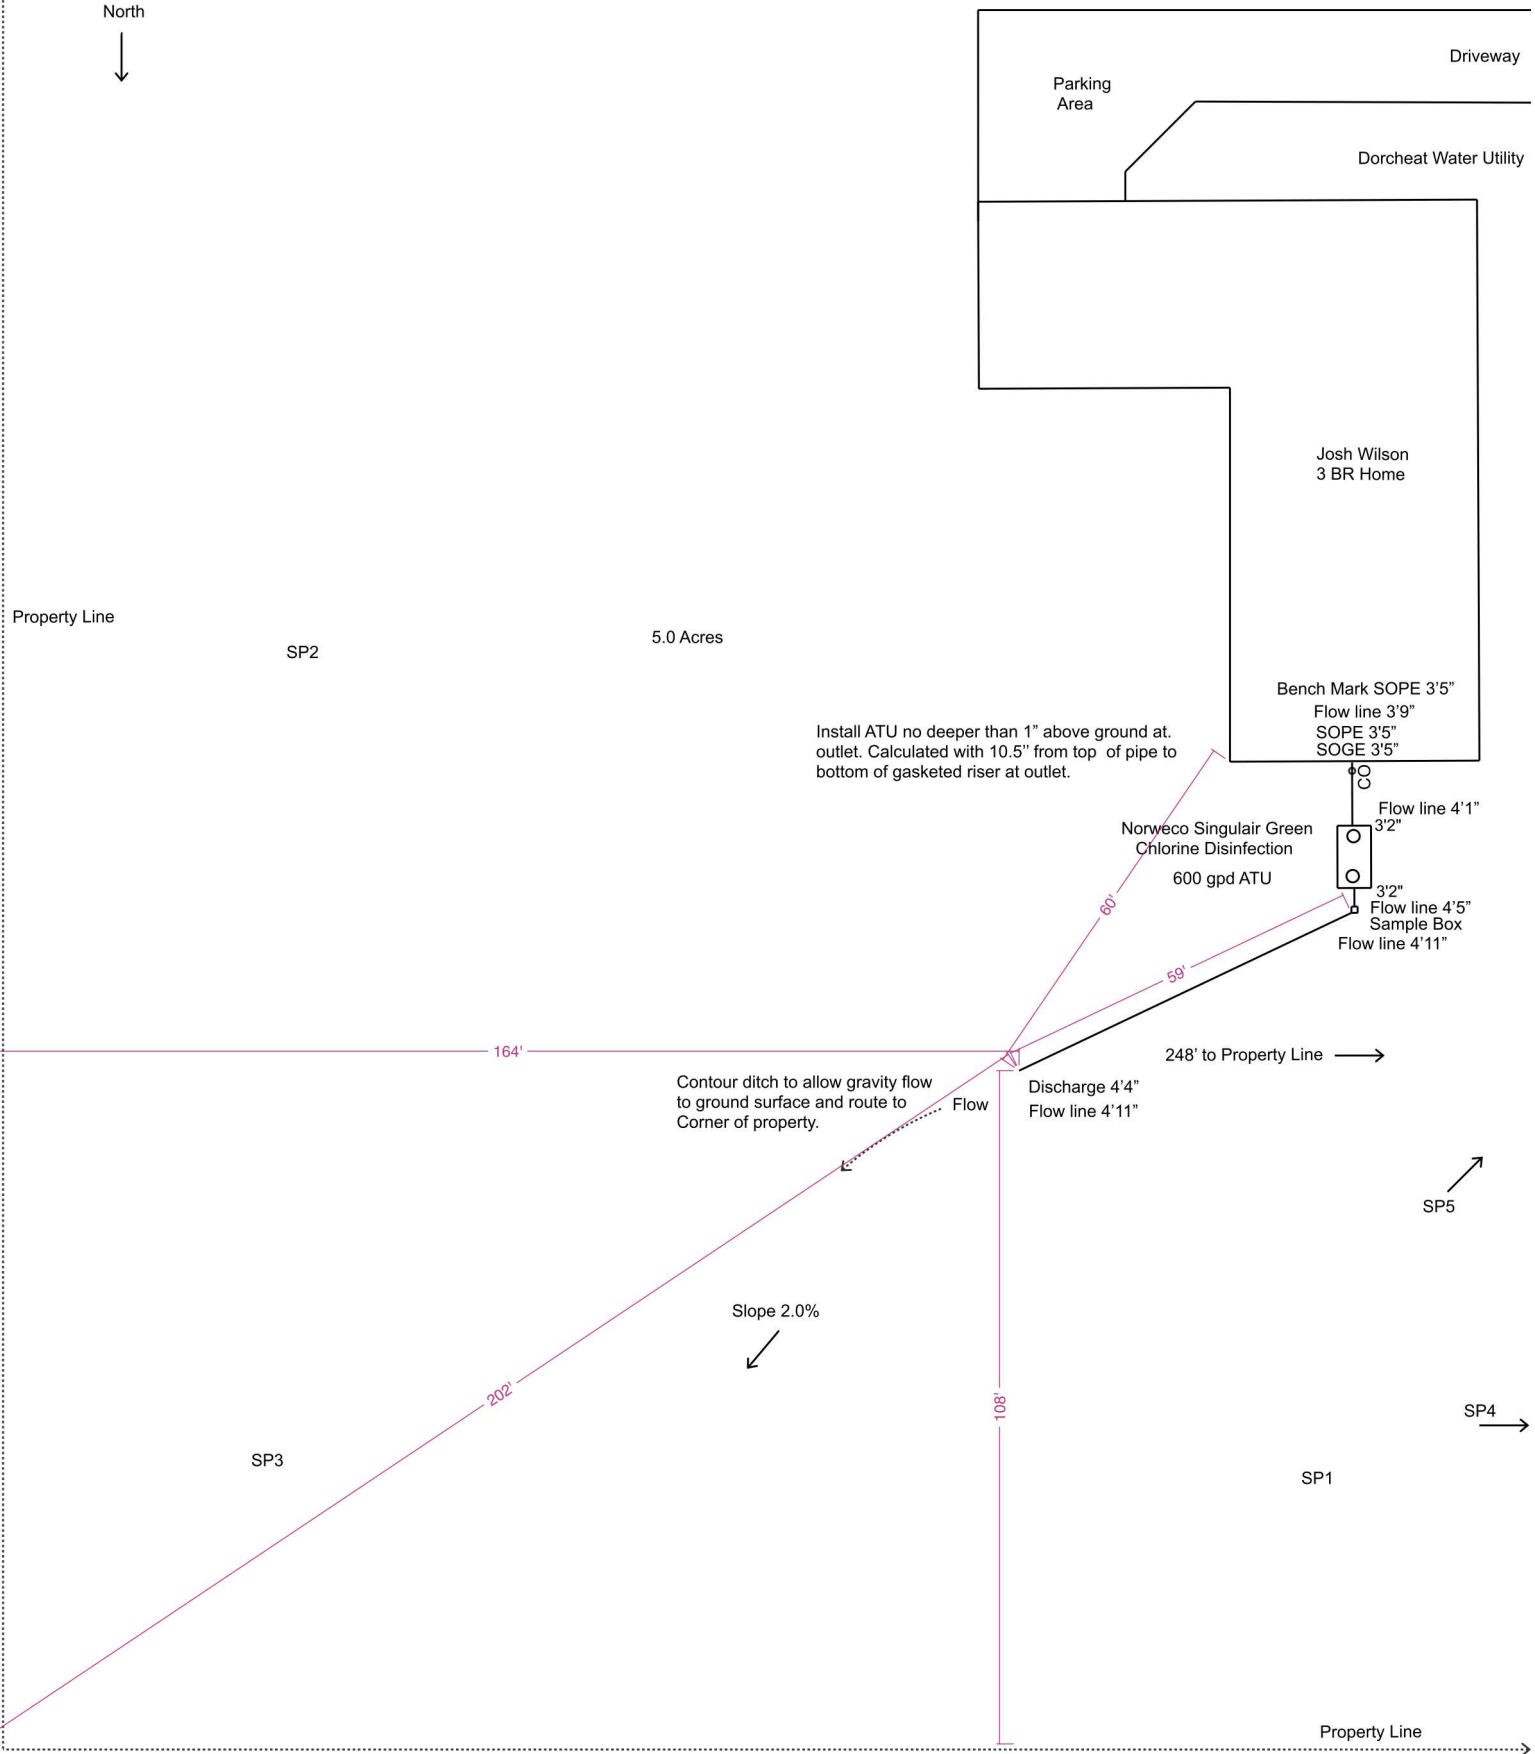 North
Driveway
Parking
Area
Dorcheat Water Utility
Josh Wilson
3 BR Home
Property Line
SP2
5.0 Acres
Bench Mark SOPE 3'5”
Flow line 3'9”
SOPE 3'5”
SOGE 3'5”
Install ATU no deeper than 1” above ground at.
outlet. Calculated with 10.5’’ from top of pipe to
bottom of gasketed riser at outlet.
CO
Flow line 4'1”
3'2"
Norweco Singulair Green
Chlorine Disinfection
600 gpd ATU
3'2"
Flow line 4'5”
Sample Box
Flow line 4’11”
60'
59'
164'
248’ to Property Line
Contour ditch to allow gravity flow
to ground surface and route to
Corner of property.
Flow
Discharge 4’4”
Flow line 4’11”
SP5
Slope 2.0%
202'
108'
SP4
SP3
SP1
Property Line